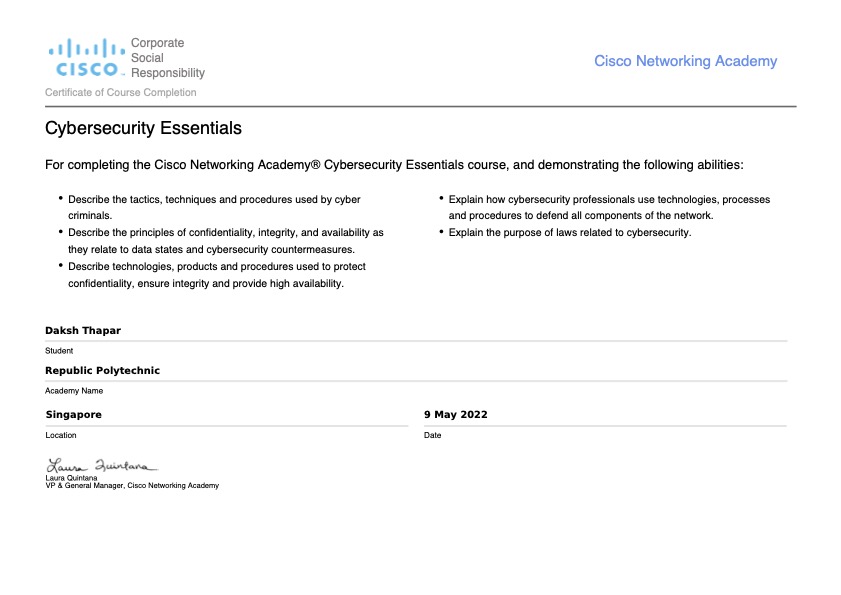 Corporate
Social
Responsibility
CISCO
Cisco Networking Academy
Certificate of Course Completion
Cybersecurity Essentials
For completing the Cisco Networking Academy® Cybersecurity Essentials course, and demonstrating the following abilities:
• Describe the tactics, techniques and procedures used by cyber
criminals.
• Describe the principles of confidentiality, integrity, and availability as
they relate to data states and cybersecurity countermeasures.
• Describe technologies, products and procedures used to protect
confidentiality, ensure integrity and provide high availability.
• Explain how cybersecurity professionals use technologies, processes
and procedures to defend all components of the network.
• Explain the purpose of laws related to cybersecurity.
Daksh Thapar
Student
Republic Polytechnic
Academy Name
Singapore
Location
9 May 2022
Date
Laura Quintana
Laura Quintana
VP & General Manager, Cisco Networking Academy